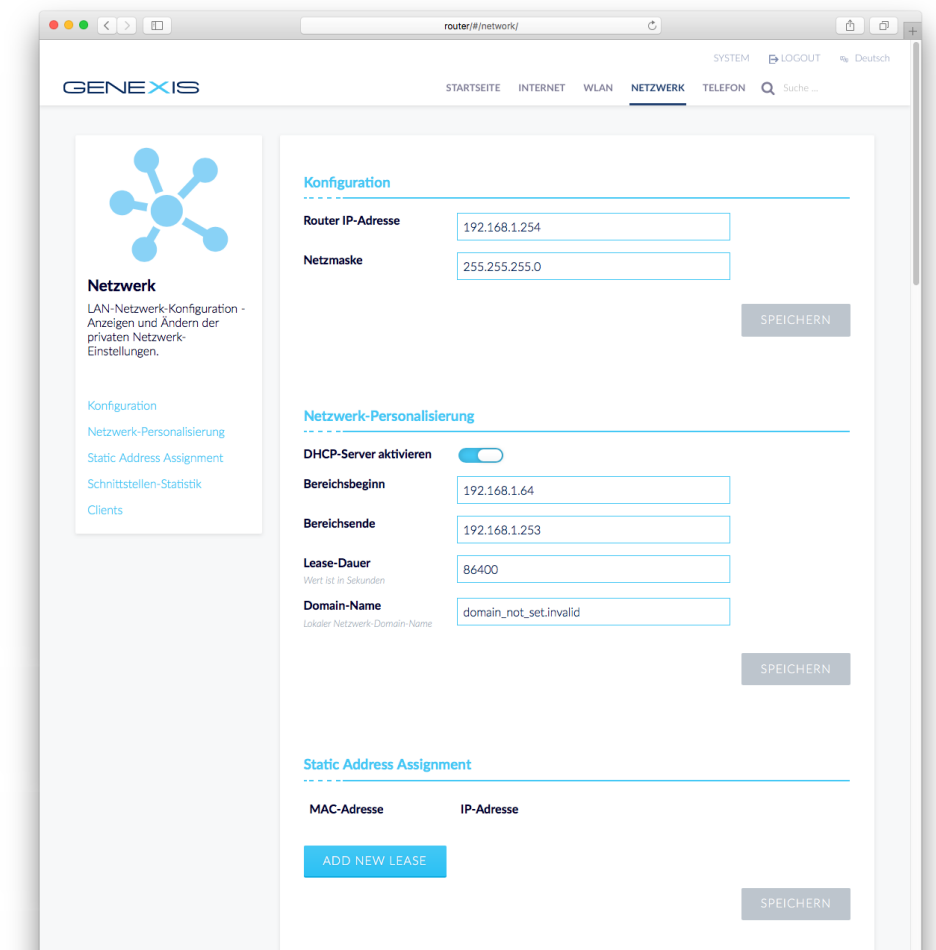 router/#/network/
SYSTEM LOGOUT Deutsch
GENEXIS
STARTSEITE INTERNET WLAN NETZWERK TELEFON Suche ...
Netzwerk
LAN-Netzwerk-Konfiguration -
Anzeigen und Ändern der
privaten Netzwerk-
Einstellungen.
Konfiguration
Netzwerk-Personalisierung
Static Address Assignment
Schnittstellen-Statistik
Clients
Konfiguration
Router IP-Adresse 192.168.1.254
Netzmaske 255.255.255.0
SPEICHERN
Netzwerk-Personalisierung
DHCP-Server aktivieren
Bereichsbeginn 192.168.1.64
Bereichsende 192.168.1.253
Lease-Dauer 86400
Wert ist in Sekunden
Domain-Name domain_not_set.invalid
Lokaler Netzwerk-Domain-Name
SPEICHERN
Static Address Assignment
MAC-Adresse IP-Adresse
ADD NEW LEASE
SPEICHERN